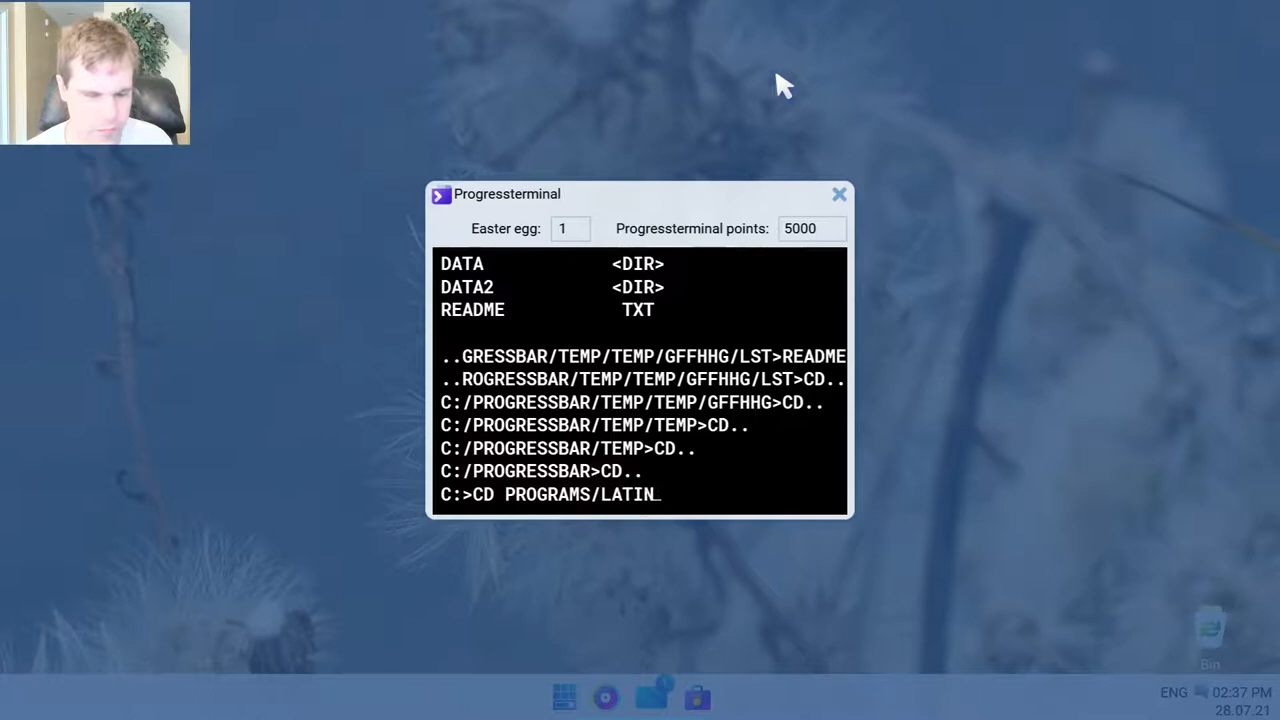 Progressterminal
Easter egg: 1 Progressterminal points: 5000
DATA <DIR>
DATA2 <DIR>
README TXT
..GRESSBAR/TEMP/TEMP/GFFHHG/LST>README
..ROGRESSBAR/TEMP/TEMP/GFFHHG/LST>CD..
C:/PROGRESSBAR/TEMP/TEMP/GFFHHG>CD..
C:/PROGRESSBAR/TEMP/TEMP>CD..
C:/PROGRESSBAR/TEMP>CD..
C:/PROGRESSBAR>CD..
C:>CD PROGRAMS/LATIN_
Bin
ENG 02:37 PM
28.07.21